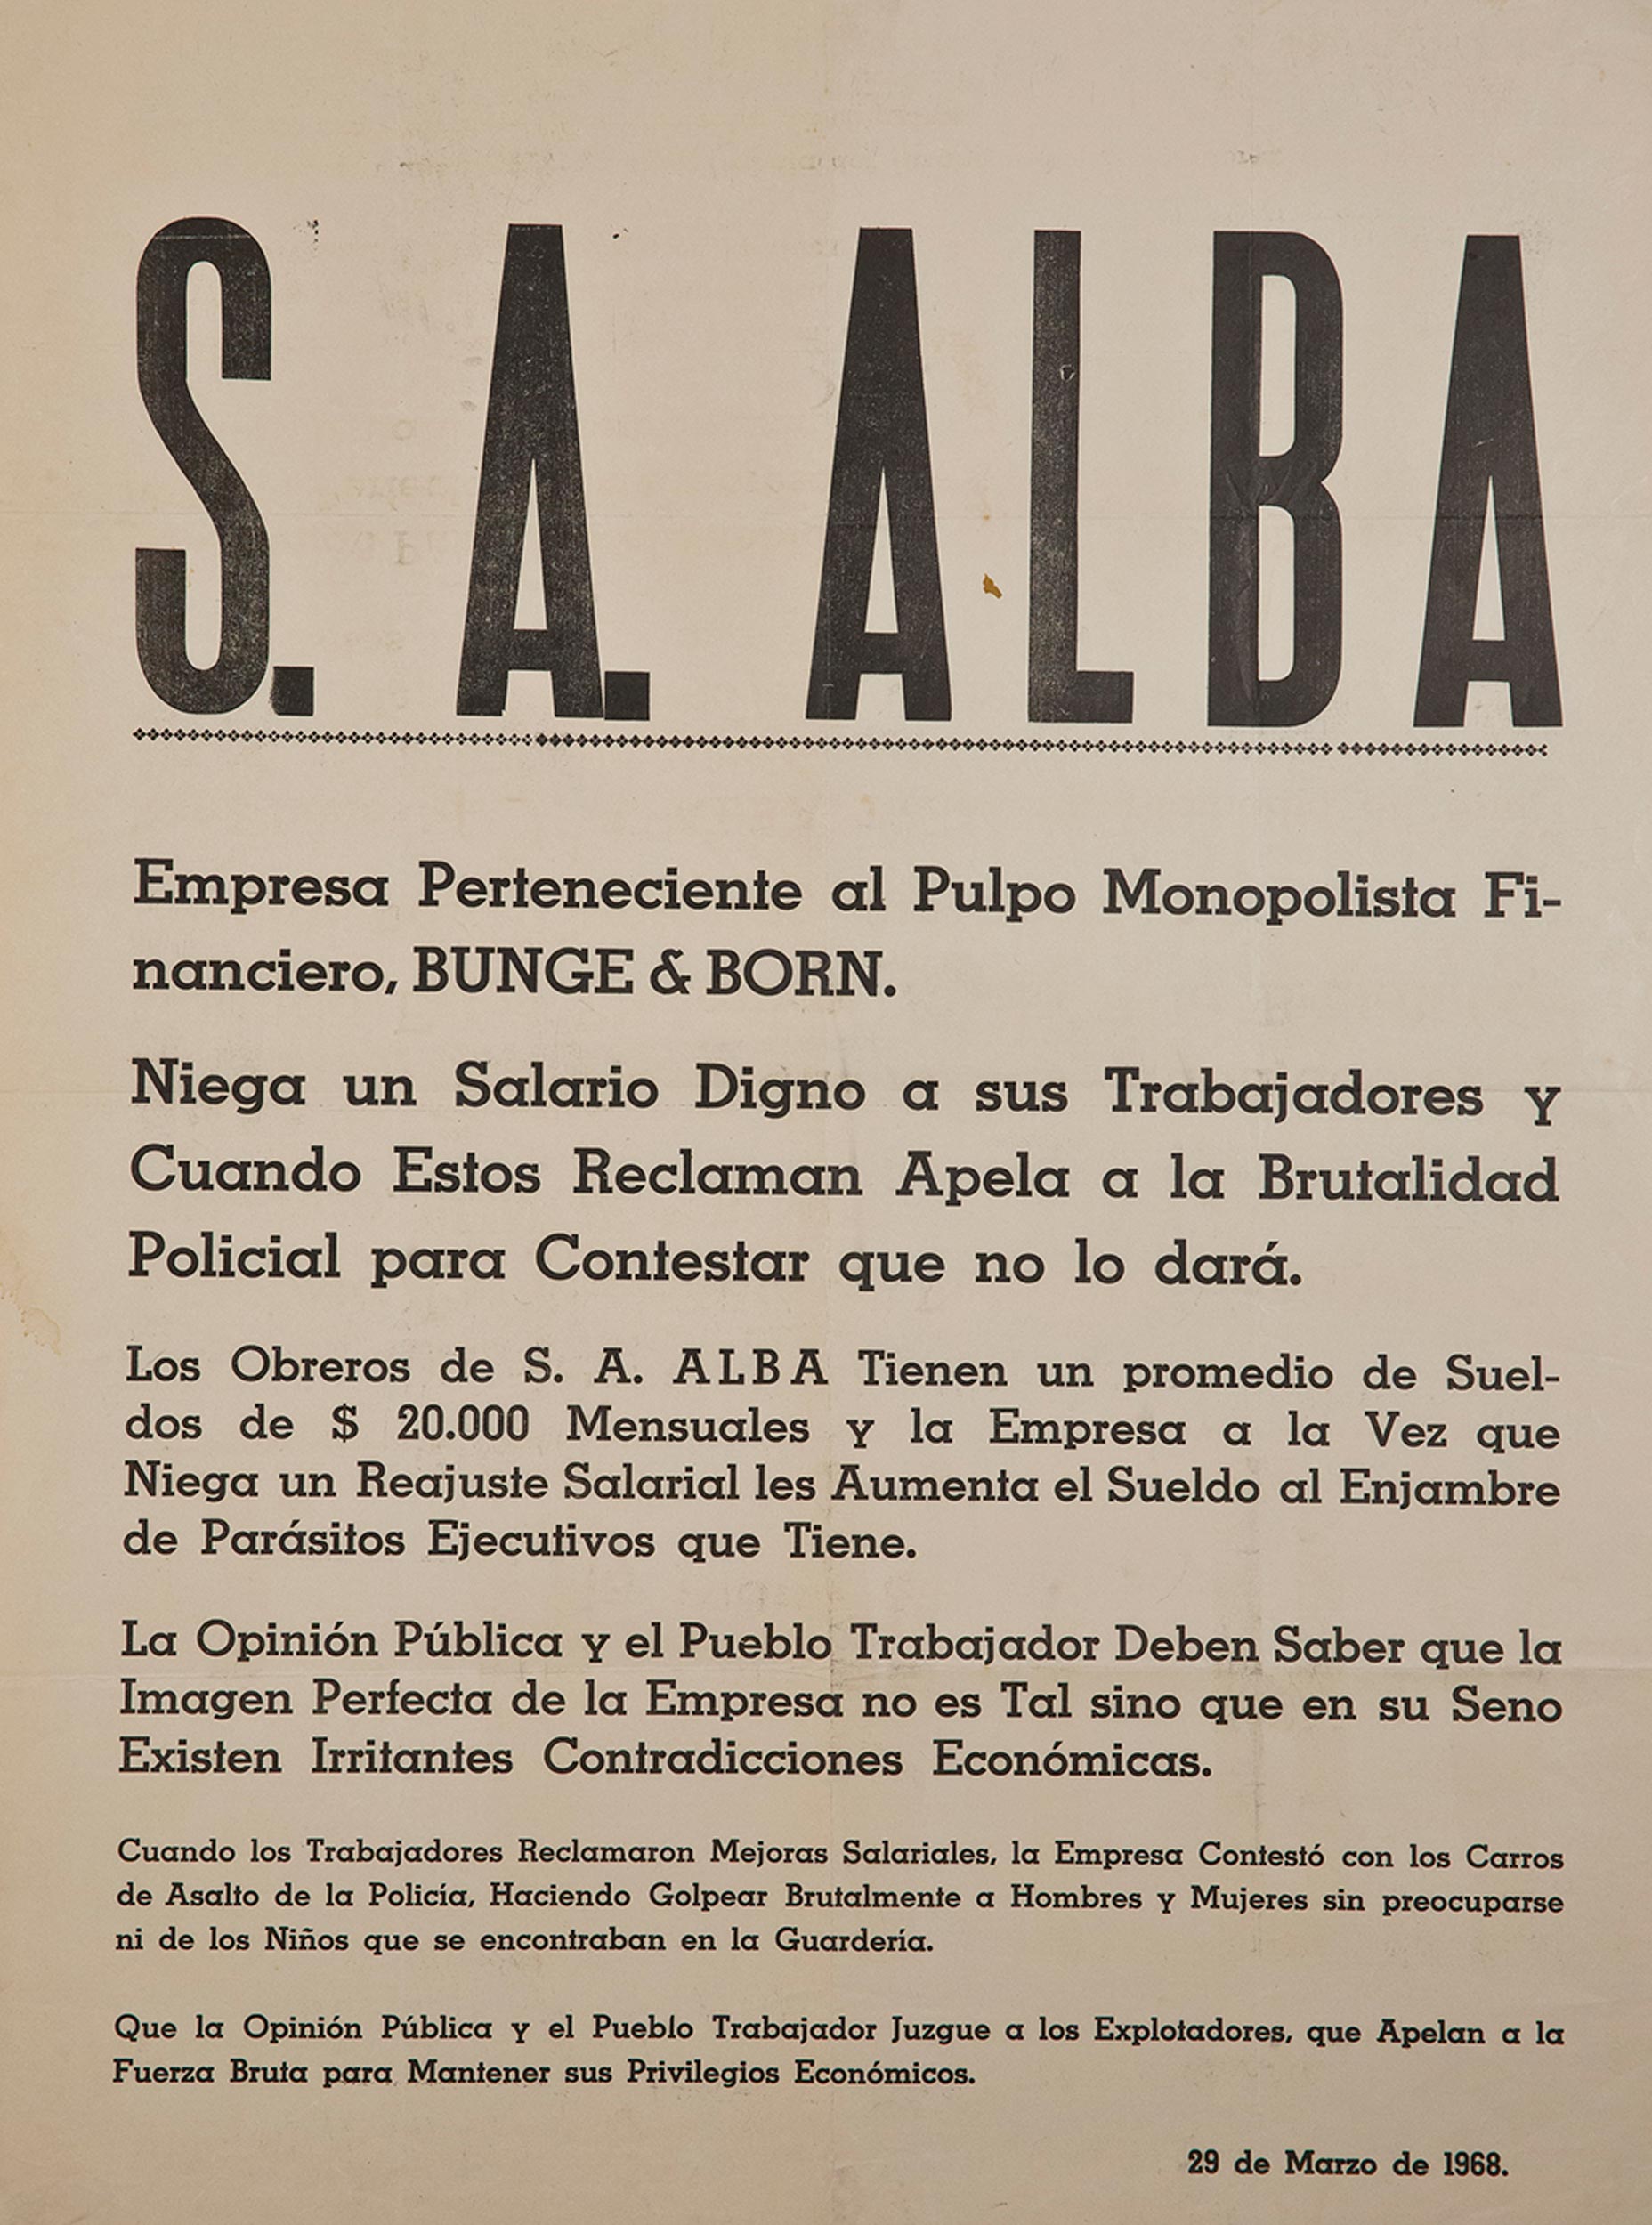 S. A. ALBA
Empresa Perteneciente al Pulpo Monopolista Fi-
nanciero, BUNGE & BORN.
Niega un Salario Digno a sus Trabajadores y
Cuando Estos Reclaman Apela a la Brutalidad
Policial para Contestar que no lo dará.
Los Obreros de S. A. ALBA Tienen un promedio de Suel-
dos de $ 20.000 Mensuales y la Empresa a la Vez que
Niega un Reajuste Salarial les Aumenta el Sueldo al Enjambre
de Parásitos Ejecutivos que Tiene.
La Opinión Pública y el Pueblo Trabajador Deben Saber que la
Imagen Perfecta de la Empresa no es Tal sino que en su Seno
Existen Irritantes Contradicciones Económicas.
Cuando los Trabajadores Reclamaron Mejoras Salariales, la Empresa Contestó con los Carros
de Asalto de la Policía, Haciendo Golpear Brutalmente a Hombres y Mujeres sin preocuparse
ni de los Niños que se encontraban en la Guardería.
Que la Opinión Pública y el Pueblo Trabajador Juzgue a los Explotadores, que Apelan a la
Fuerza Bruta para Mantener sus Privilegios Económicos.
29 de Marzo de 1968.